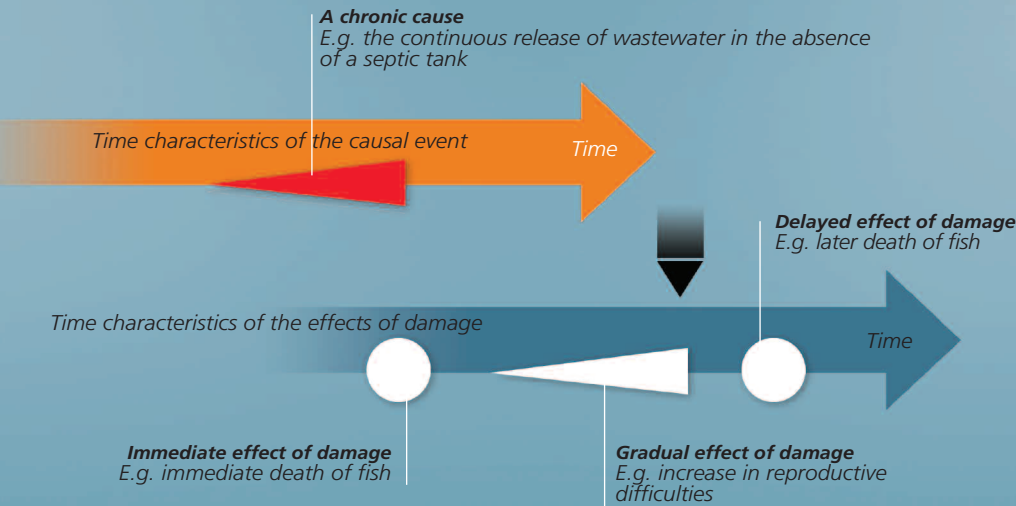 A chronic cause
E.g. the continuous release of wastewater in the absence
of a septic tank
Time characteristics of the causal event
Time
Delayed effect of damage
E.g. later death of fish
Time characteristics of the effects of damage
Time
Immediate effect of damage
E.g. immediate death of fish
Gradual effect of damage
E.g. increase in reproductive
difficulties